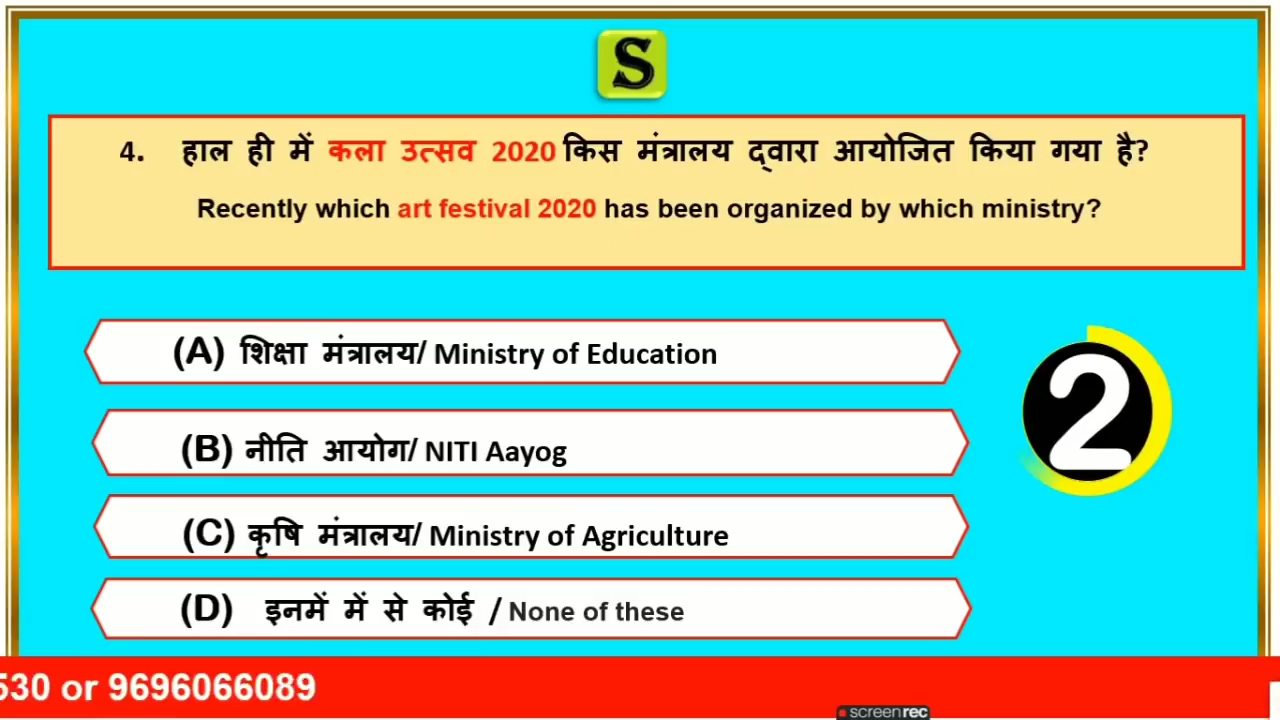 S
4. हाल ही में कला उत्सव 2020 किस मंत्रालय द्वारा आयोजित किया गया है?
Recently which art festival 2020 has been organized by which ministry?
(A) शिक्षा मंत्रालय/ Ministry of Education
(B) नीति आयोग/ NITI Aayog
2
(C) कृषि मंत्रालय/ Ministry of Agriculture
(D) इनमें में से कोई / None of these
530 or 9696066089
screenrec